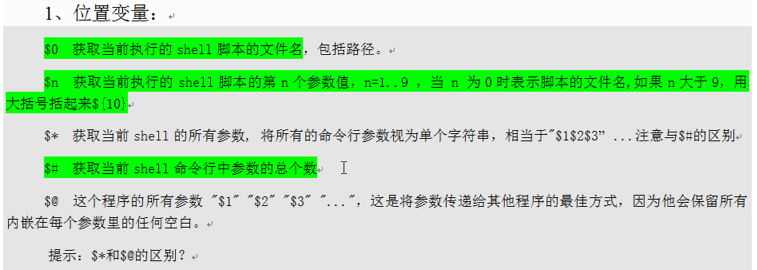 1、位置变量：
$0 获取当前执行的 shell 脚本的文件名，包括路径。
$n 获取当前执行的 shell 脚本的第 n 个参数值，n=1..9 ，当 n 为 0 时表示脚本的文件名,如果 n 大于 9，用
大括号括起来${10}
$* 获取当前 shell 的所有参数, 将所有的命令行参数视为单个字符串，相当于"$1$2$3”...注意与$#的区别
$# 获取当前 shell 命令行中参数的总个数
$@ 这个程序的所有参数 "$1" "$2" "$3" "..."，这是将参数传递给其他程序的最佳方式，因为他会保留所有
内嵌在每个参数里的任何空白。
提示：$*和$@的区别？